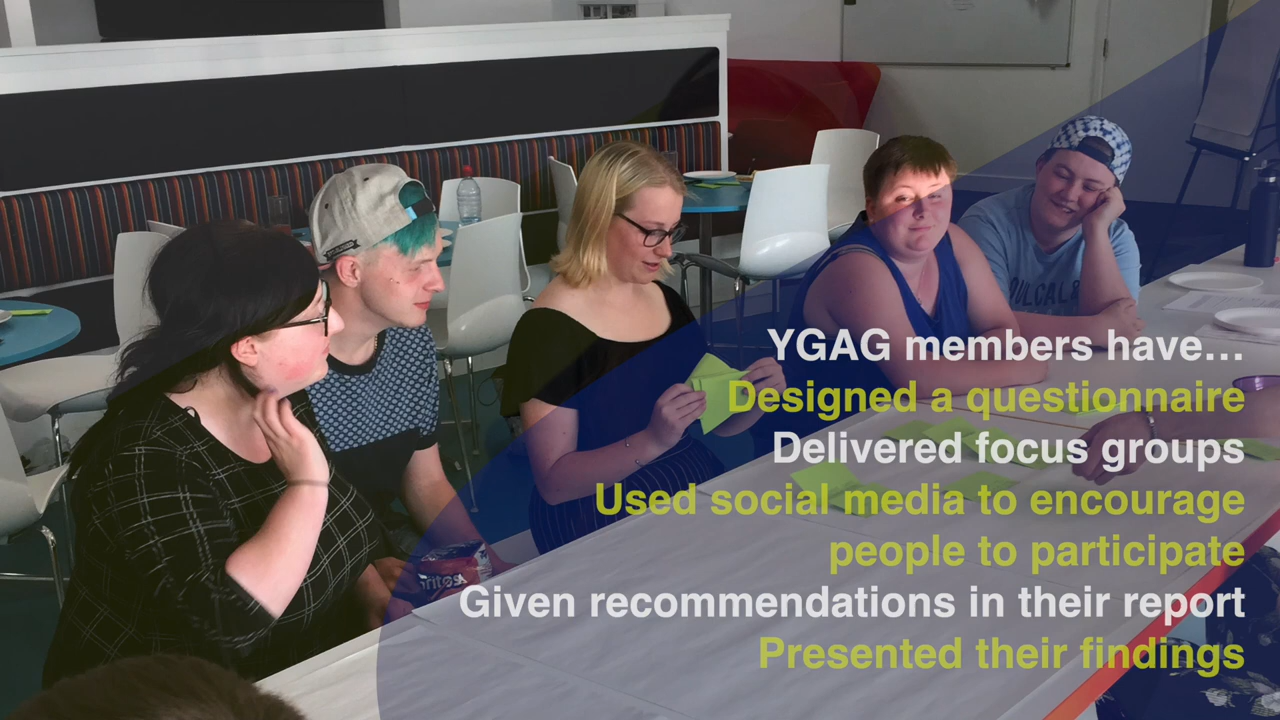 YGAG members have...
Designed a questionnaire
Delivered focus groups
Used social media to encourage
people to participate
Given recommendations in their report
Presented their findings